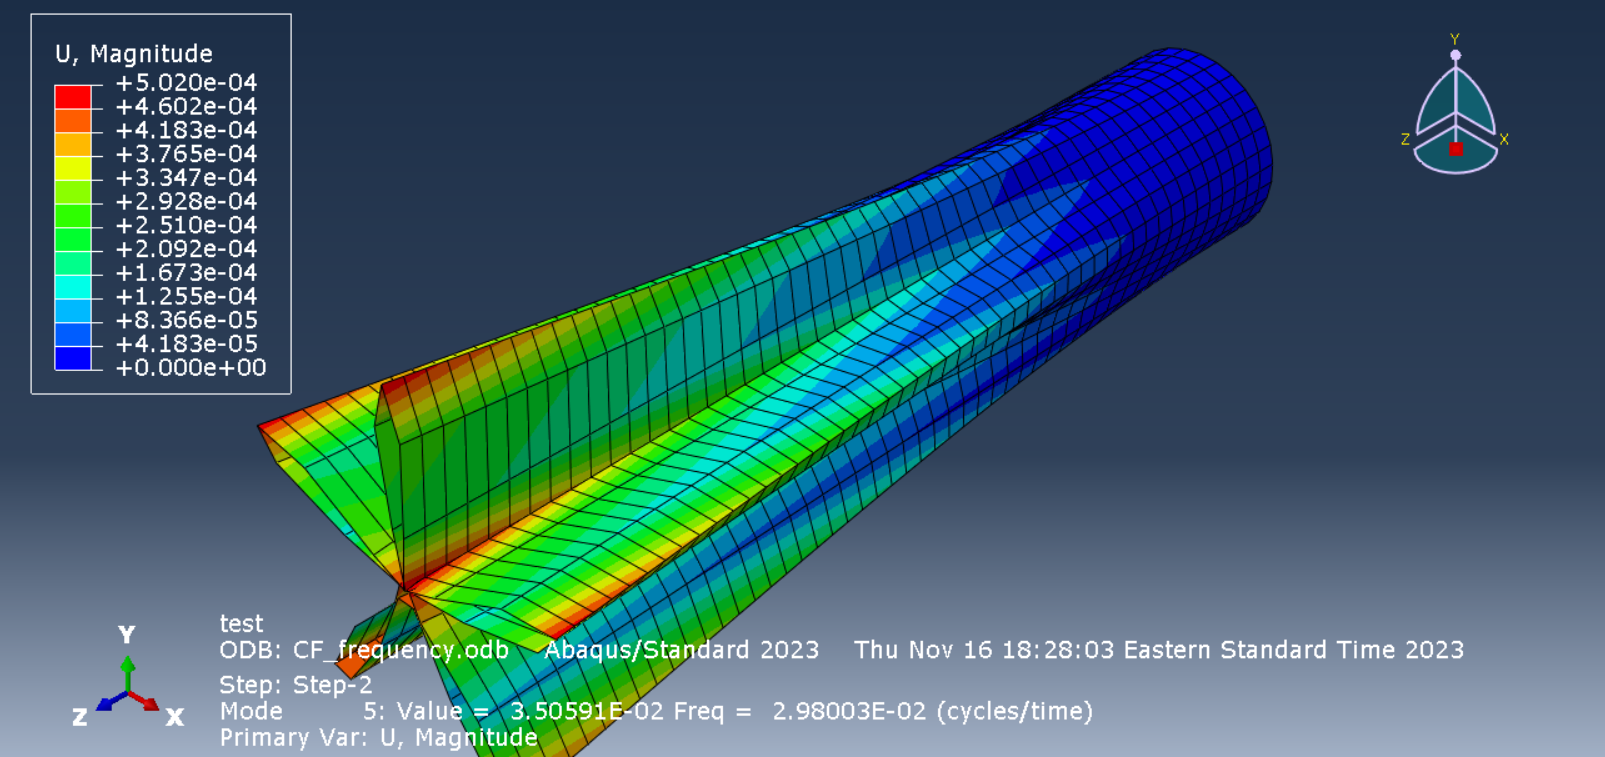 U, Magnitude
+5.020e-04
+4.602e-04
+4.183e-04
+3.765e-04
+3.347e-04
+2.928e-04
+2.510e-04
+2.092e-04
+1.673e-04
+1.255e-04
+8.366e-05
+4.183e-05
+0.000e+00
Y
Z X
Y
Z X
test
ODB: CF_frequency.odb Abaqus/Standard 2023 Thu Nov 16 18:28:03 Eastern Standard Time 2023
Step: Step-2
Mode 5: Value = 3.50591E-02 Freq = 2.98003E-02 (cycles/time)
Primary Var: U, Magnitude